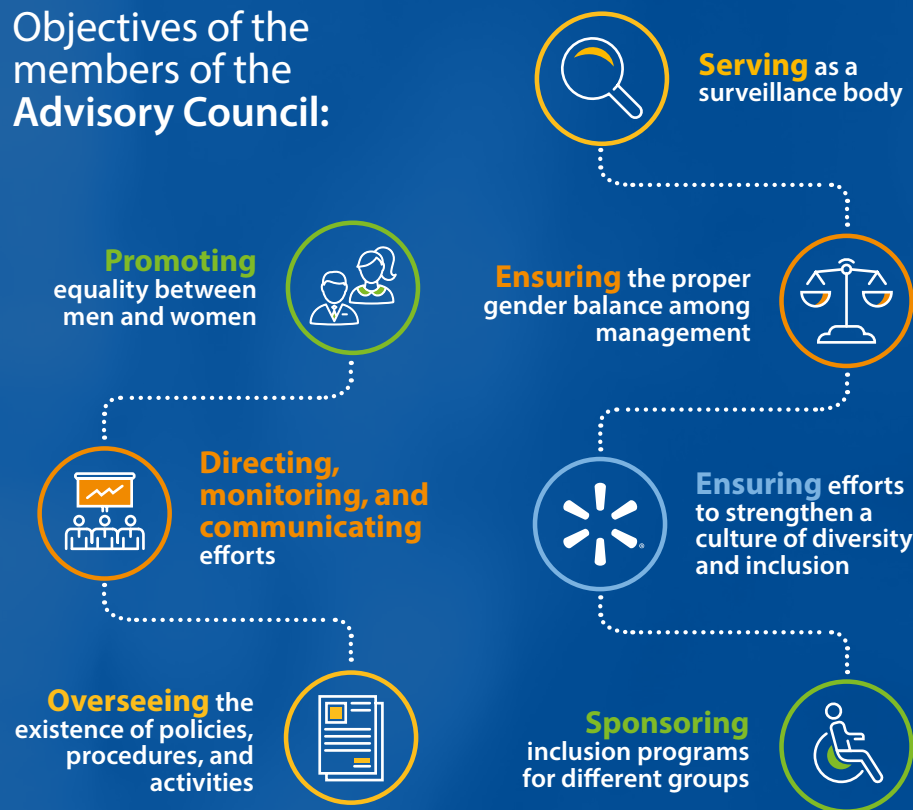 Objectives of the
members of the
Advisory Council:
Promoting
equality between
men and women
Directing,
monitoring, and
communicating
efforts
Overseeing the
existence of policies,
procedures, and
activities
Serving as a
surveillance body
Ensuring the proper
gender balance among
management
Ensuring efforts
to strengthen a
culture of diversity
and inclusion
Sponsoring
inclusion programs
for different groups